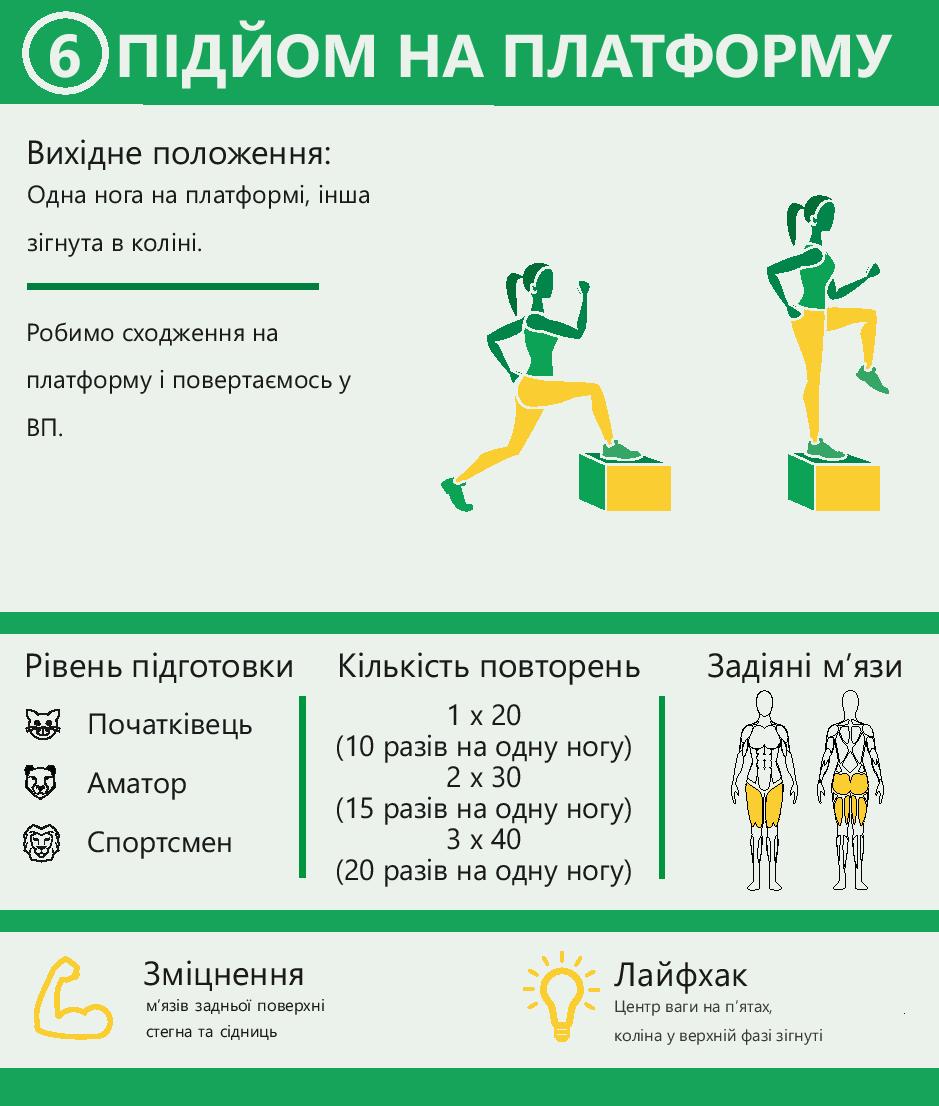 6 ПІДЙОМ НА ПЛАТФОРМУ
Вихідне положення:
Одна нога на платформі, інша
зігнута в коліні.
Робимо сходження на
платформу і повертаємось у
ВП.
Рівень підготовки
Початківець
Аматор
Спортсмен
Кількість повторень
1 х 20
(10 разів на одну ногу)
2 х 30
(15 разів на одну ногу)
3 х 40
(20 разів на одну ногу)
Задіяні м’язи
Зміцнення
м’язів задньої поверхні
стегна та сідниць
Лайфхак
Центр ваги на п’ятах,
коліна у верхній фазі зігнуті